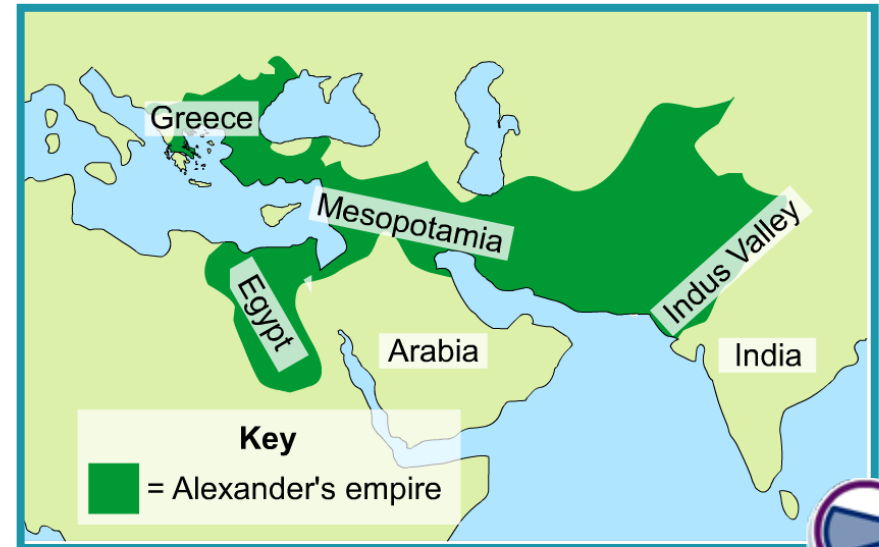 Greece
Mesopotamia
Egypt
Indus Valley
Arabia
India
Key
= Alexander's empire